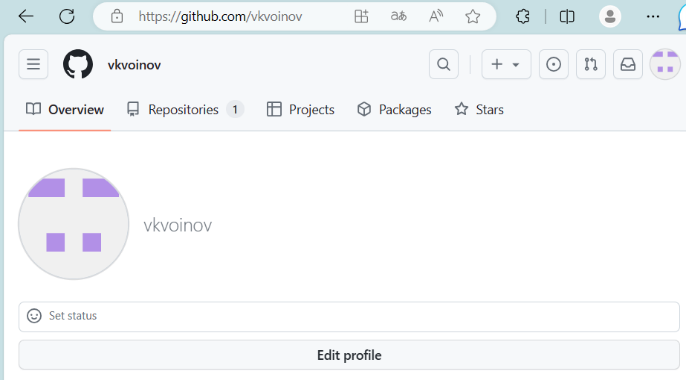 https://github.com/vkvoinov
vkvoinov
Overview Repositories 1 Projects Packages Stars
vkvoinov
Set status
Edit profile